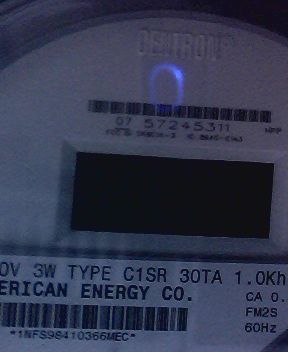 CENTRON®
07 57245311
0V 3W TYPE C1SR 30TA 1.0Kh
ERICAN ENERGY CO.
CA 0.
FM2S
60Hz
*1NFS98410366MEC*